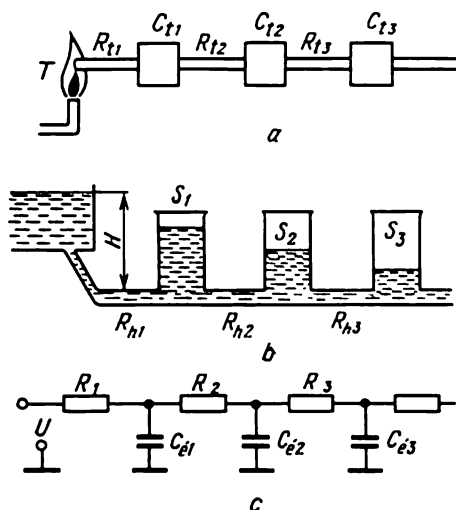 C_t1 C_t2 C_t3
R_t1 R_t2 R_t3
T
a
H S_1 S_2 S_3
R_h1 R_h2 R_h3
b
R_1 R_2 R_3
U C_é1 C_é2 C_é3
c